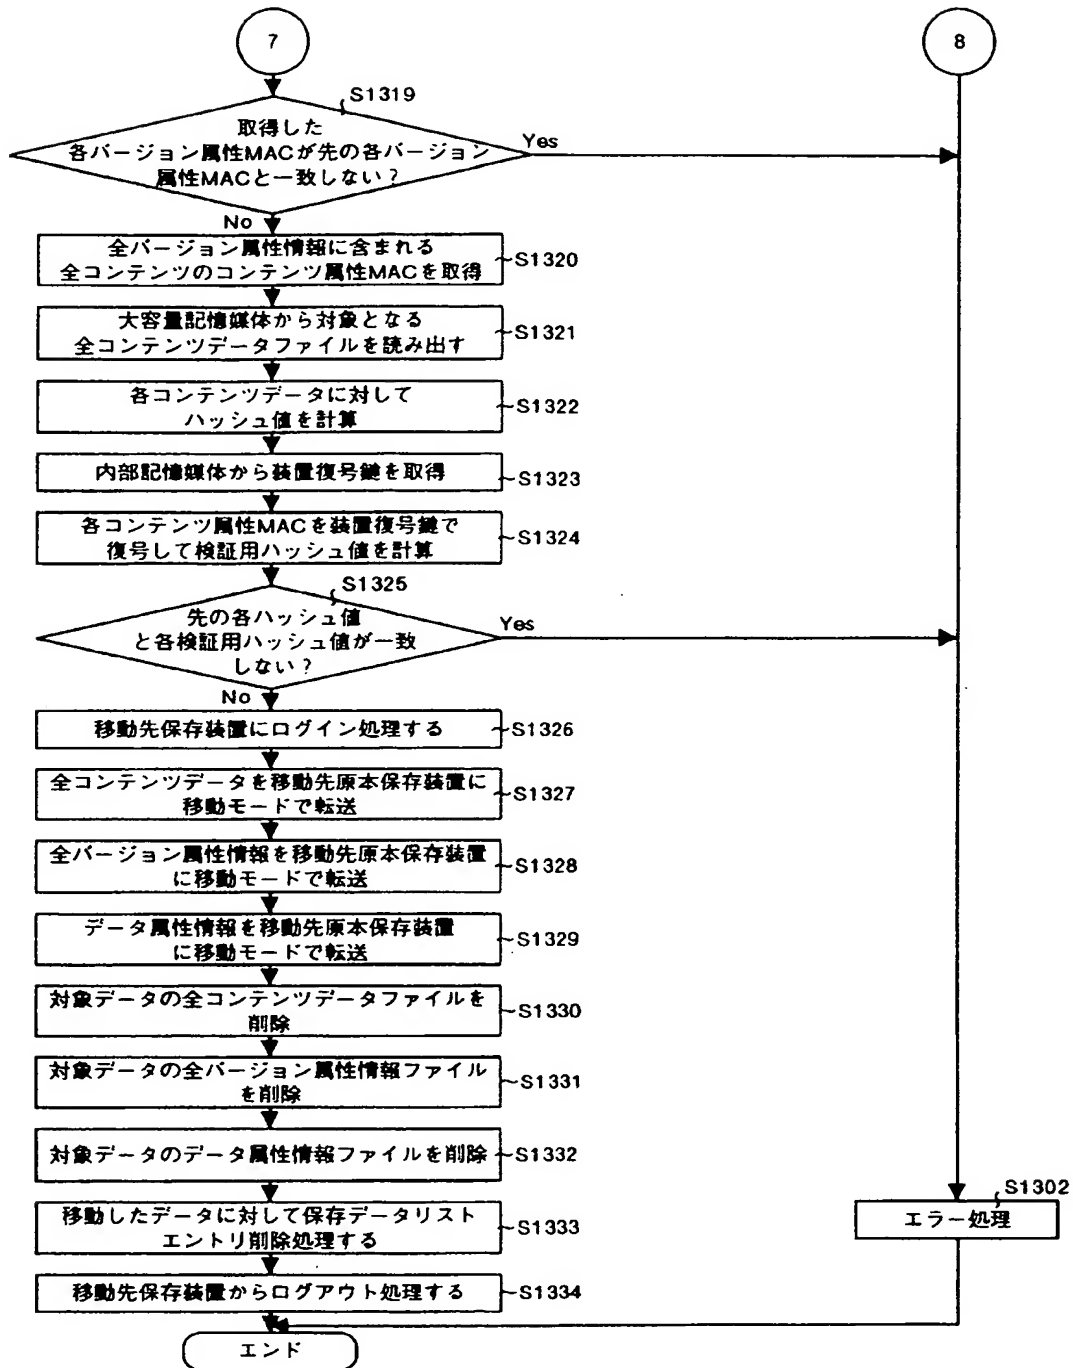 7
8
S1319
取得した
各バージョン属性MACが先の各バージョン
属性MACと一致しない？
Yes
No
全バージョン属性情報に含まれる
全コンテンツのコンテンツ属性MACを取得
S1320
大容量記憶媒体から対象となる
全コンテンツデータファイルを読み出す
S1321
各コンテンツデータに対して
ハッシュ値を計算
S1322
内部記憶媒体から装置復号鍵を取得
S1323
各コンテンツ属性MACを装置復号鍵で
復号して検証用ハッシュ値を計算
S1324
S1325
先の各ハッシュ値
と各検証用ハッシュ値が一致
しない？
Yes
No
移動先保存装置にログイン処理する
S1326
全コンテンツデータを移動先原本保存装置に
移動モードで転送
S1327
全バージョン属性情報を移動先原本保存装置
に移動モードで転送
S1328
データ属性情報を移動先原本保存装置
に移動モードで転送
S1329
対象データの全コンテンツデータファイルを
削除
S1330
対象データの全バージョン属性情報ファイル
を削除
S1331
対象データのデータ属性情報ファイルを削除
S1332
移動したデータに対して保存データリスト
エントリ削除処理する
S1333
S1302
エラー処理
移動先保存装置からログアウト処理する
S1334
エンド